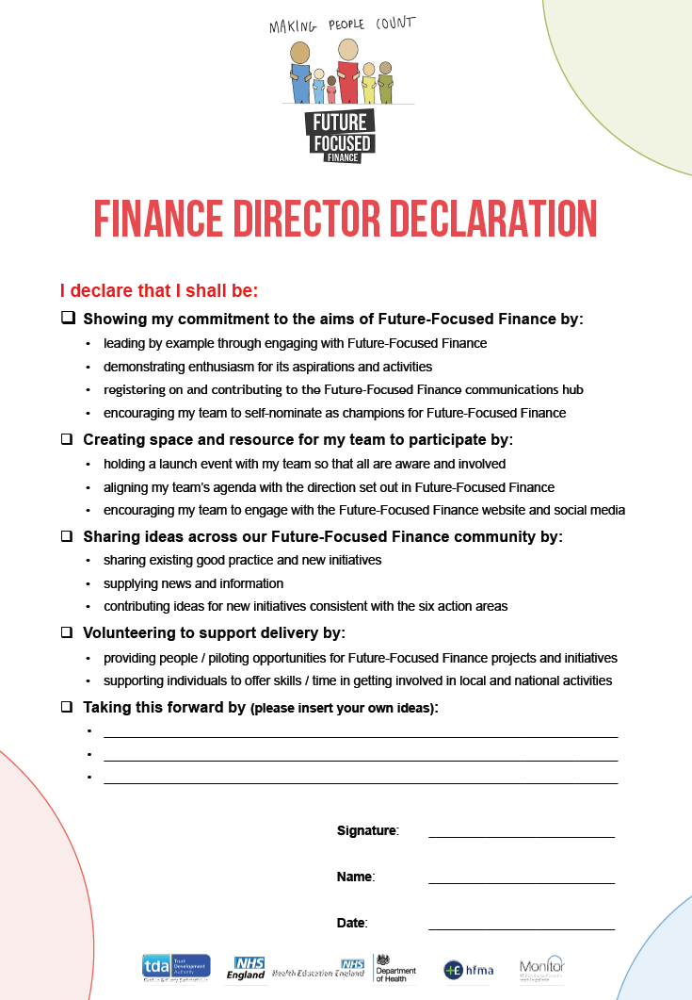 MAKING PEOPLE COUNT
FUTURE
FOCUSED
FINANCE
FINANCE DIRECTOR DECLARATION
I declare that I shall be:
❑ Showing my commitment to the aims of Future-Focused Finance by:
• leading by example through engaging with Future-Focused Finance
• demonstrating enthusiasm for its aspirations and activities
• registering on and contributing to the Future-Focused Finance communications hub
• encouraging my team to self-nominate as champions for Future-Focused Finance
❑ Creating space and resource for my team to participate by:
• holding a launch event with my team so that all are aware and involved
• aligning my team's agenda with the direction set out in Future-Focused Finance
• encouraging my team to engage with the Future-Focused Finance website and social media
❑ Sharing ideas across our Future-Focused Finance community by:
• sharing existing good practice and new initiatives
• supplying news and information
• contributing ideas for new initiatives consistent with the six action areas
❑ Volunteering to support delivery by:
• providing people / piloting opportunities for Future-Focused Finance projects and initiatives
• supporting individuals to offer skills / time in getting involved in local and national activities
❑ Taking this forward by (please insert your own ideas):
•
•
•
Signature:
Name:
Date:
tda Trust
Development
Authority
NHS
England
NHS
Health Education England
Department
of Health
hfma
Monitor